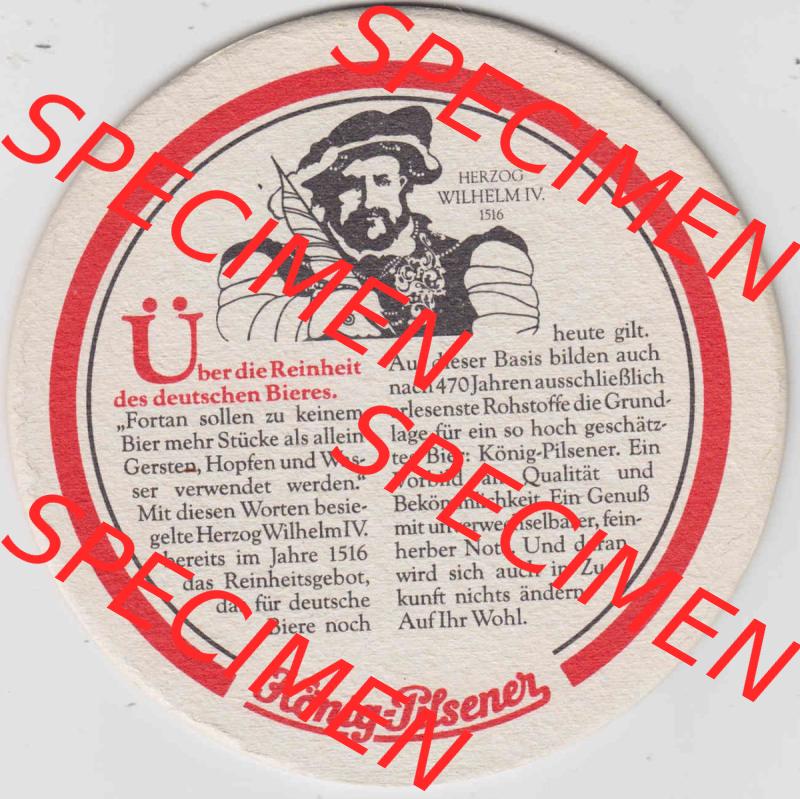 HERZOG
WILHELM IV.
1516
Über die Reinheit
des deutschen Bieres.
„Fortan sollen zu keinem
Bier mehr Stücke als allein
Gersten, Hopfen und Was-
ser verwendet werden.“
Mit diesen Worten besie-
gelte Herzog Wilhelm IV.
bereits im Jahre 1516
das Reinheitsgebot,
das für deutsche
Biere noch
heute gilt.
Auf dieser Basis bilden auch
nach 470 Jahren ausschließlich
erlesenste Rohstoffe die Grund-
lage für ein so hoch geschätz-
tes Bier: König-Pilsener. Ein
Vorbild an Qualität und
Bekömmlichkeit. Ein Genuß
mit unverwechselbarer, fein-
herber Note. Und daran
wird sich auch in Zu-
kunft nichts ändern.
Auf Ihr Wohl.
König-Pilsener
SPECIMEN
SPECIMEN
SPECIMEN
SPECIMEN